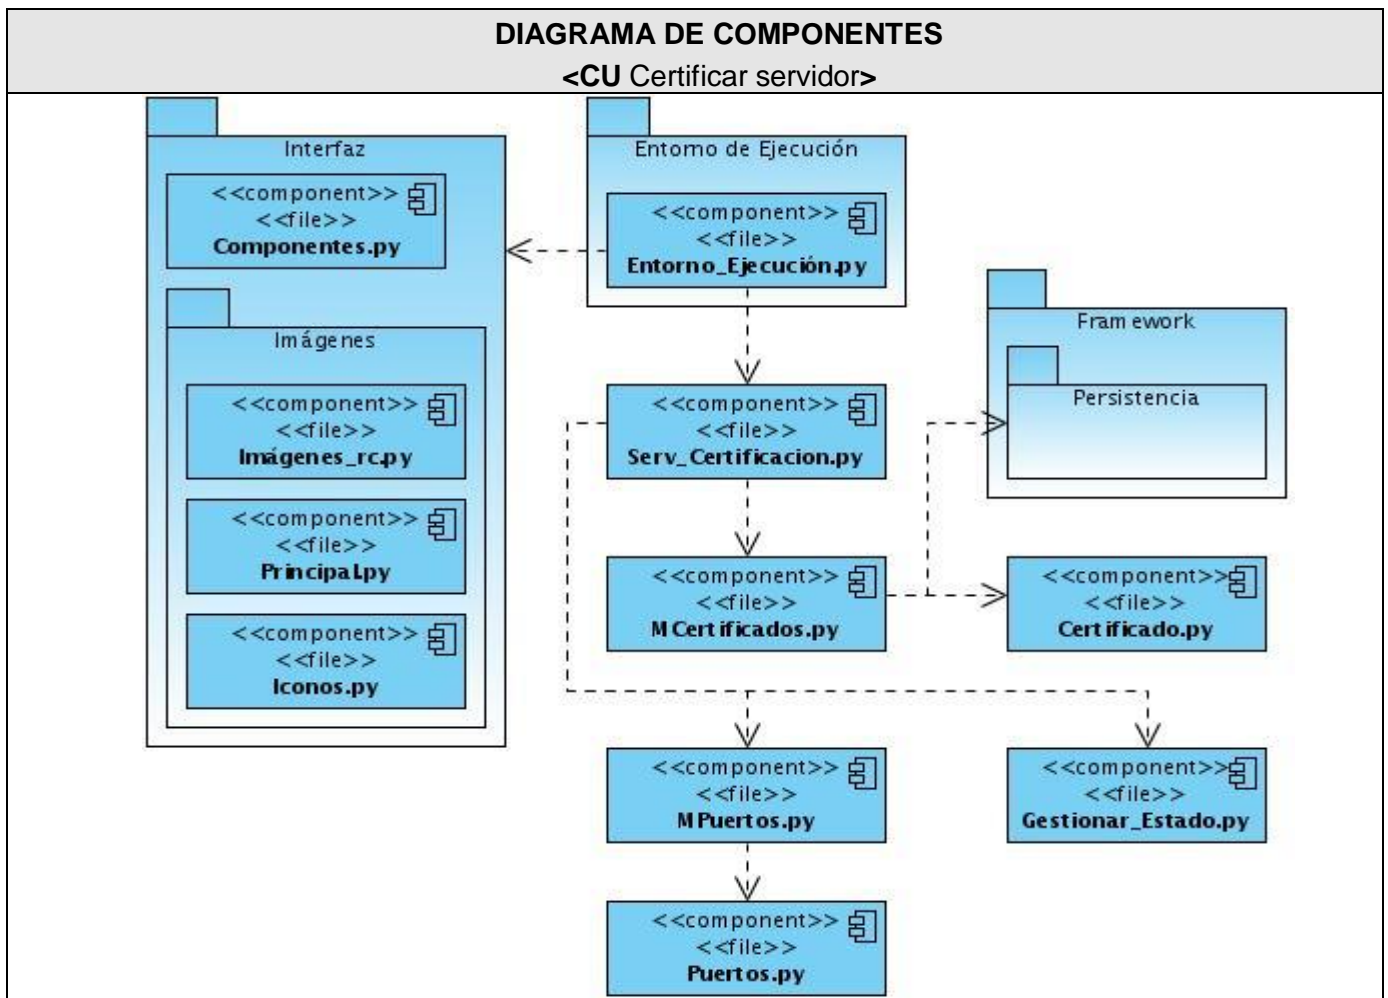 DIAGRAMA DE COMPONENTES
<CU Certificar servidor>
Interfaz
<<component>>
<<file>>
Componentes.py
Imágenes
<<component>>
<<file>>
Imágenes_rc.py
<<component>>
<<file>>
Principal.py
<<component>>
<<file>>
Iconos.py
Entorno de Ejecución
<<component>>
<<file>>
Entorno_Ejecución.py
<<component>>
<<file>>
Serv_Certificacion.py
Framework
Persistencia
<<component>>
<<file>>
MCertificados.py
<<component>>
<<file>>
Certificado.py
<<component>>
<<file>>
MPuertos.py
<<component>>
<<file>>
Gestionar_Estado.py
<<component>>
<<file>>
Puertos.py